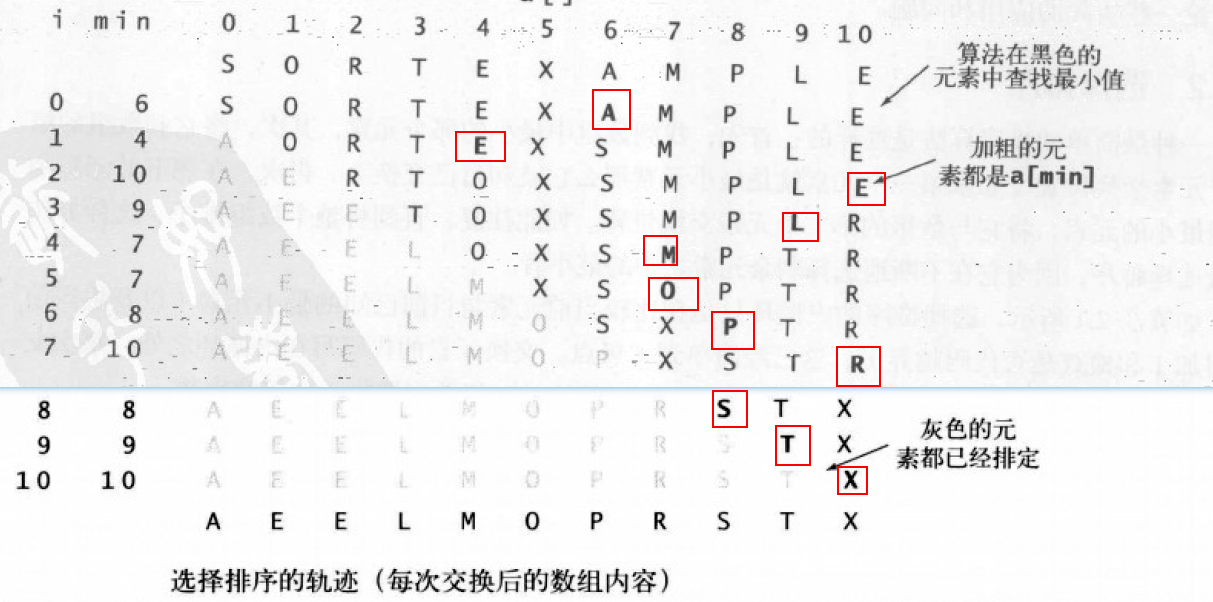 a[]
i min 0 1 2 3 4 5 6 7 8 9 10
S O R T E X A M P L E
0 6 S O R T E X A M P L E
1 4 A O R T E X S M P L E
2 10 A E R T O X S M P L E
3 9 A E E T O X S M P L R
4 7 A E E L O X S M P T R
5 7 A E E L M X S O P T R
6 8 A E E L M O S X P T R
7 10 A E E L M O P X S T R
8 8 A E E L M O P R S T X
9 9 A E E L M O P R S T X
10 10 A E E L M O P R S T X
A E E L M O P R S T X
算法在黑色的
元素中查找最小值
加粗的元
素都是a[min]
灰色的元
素都已经排定
选择排序的轨迹（每次交换后的数组内容）